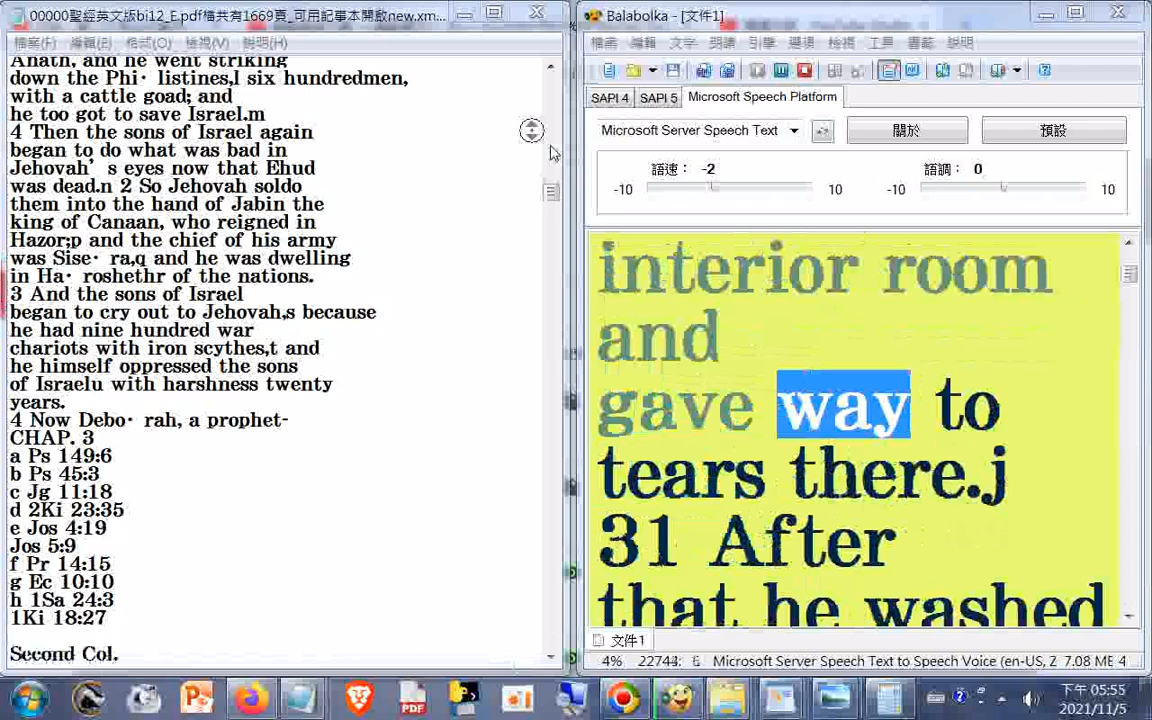 00000聖經英文版bi12_E.pdf檔共有1669頁_可用記事本開啟new.xm...
檔案(F) 編輯(E) 格式(O) 檢視(V) 說明(H)
Anath, and he went striking
down the Phi· listines,I six hundredmen,
with a cattle goad; and
he too got to save Israel.m
4 Then the sons of Israel again
began to do what was bad in
Jehovah’s eyes now that Ehud
was dead.n 2 So Jehovah soldo
them into the hand of Jabin the
king of Canaan, who reigned in
Hazor;p and the chief of his army
was Sise· ra,q and he was dwelling
in Ha· roshethr of the nations.
3 And the sons of Israel
began to cry out to Jehovah,s because
he had nine hundred war
chariots with iron scythes,t and
he himself oppressed the sons
of Israelu with harshness twenty
years.
4 Now Debo· rah, a prophet-
CHAP. 3
a Ps 149:6
b Ps 45:3
c Jg 11:18
d 2Ki 23:35
e Jos 4:19
Jos 5:9
f Pr 14:15
g Ec 10:10
h 1Sa 24:3
1Ki 18:27
Second Col.
Balabolka - [文件1]
檔案 編輯 文字 朗讀 引擎 選項 檢視 工具 書籤 說明
SAPI 4 SAPI 5 Microsoft Speech Platform
Microsoft Server Speech Text 關於 預設
語速： -2 語調： 0
-10 10 -10 10
interior room
and
gave way to
tears there.j
31 After
that he washed
文件1
4% Microsoft Server Speech Text to Speech Voice (en-US, Z 7.08 MB 4
PDF
下午 05:55
2021/11/5